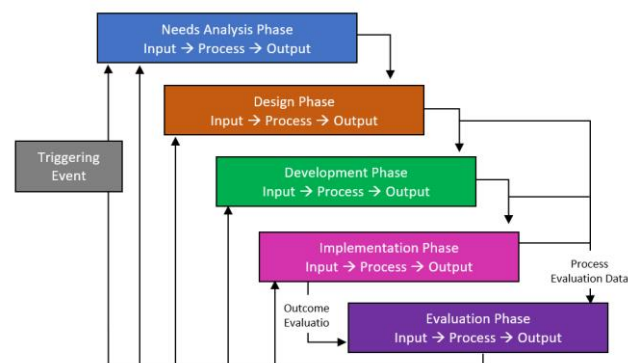 Needs Analysis Phase
Input → Process → Output
Design Phase
Input → Process → Output
Triggering
Event
Development Phase
Input → Process → Output
Implementation Phase
Input → Process → Output
Process
Evaluation Data
Outcome
Evaluatio
Evaluation Phase
Input → Process → Output